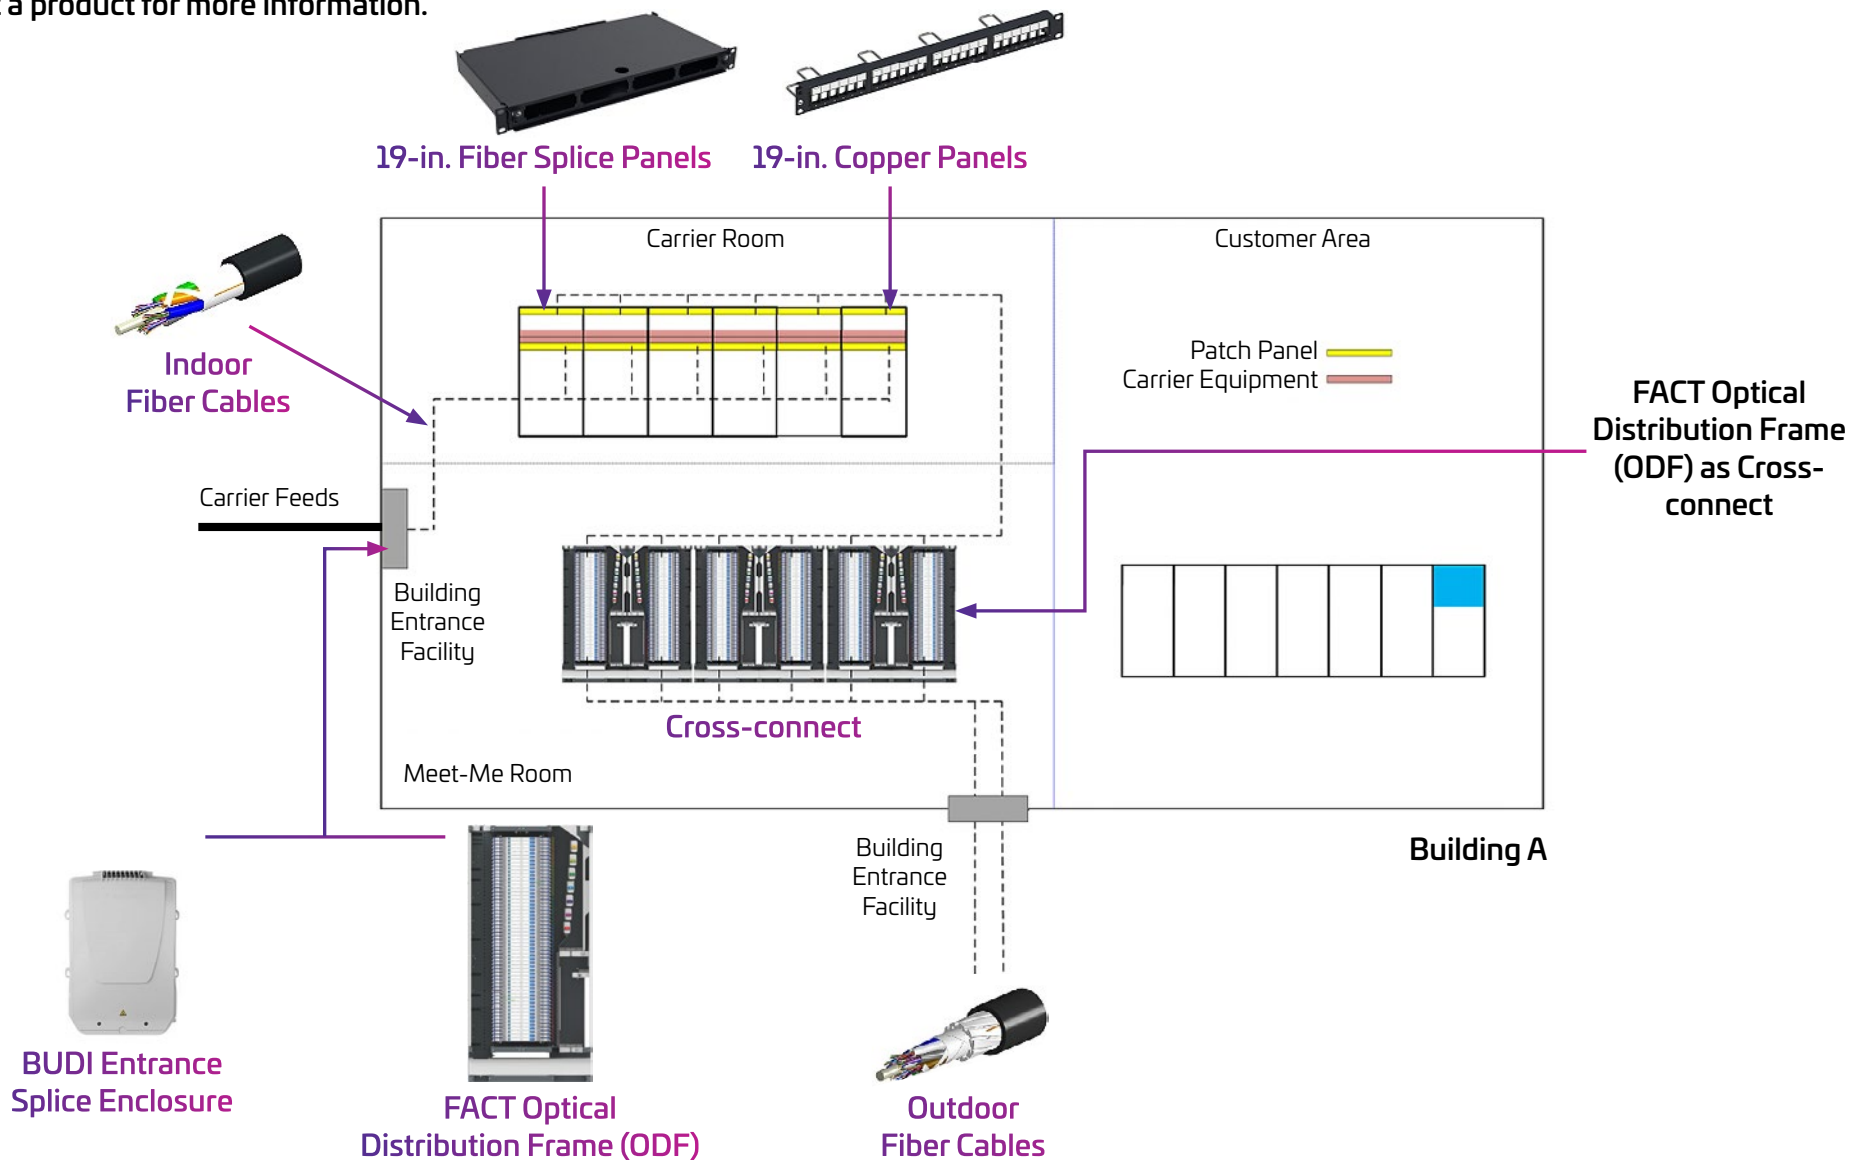 a product for more information.
19-in. Fiber Splice Panels
19-in. Copper Panels
Carrier Room
Customer Area
Indoor
Fiber Cables
Patch Panel
Carrier Equipment
FACT Optical
Distribution Frame
(ODF) as Cross-
connect
Carrier Feeds
Building
Entrance
Facility
Cross-connect
Meet-Me Room
Building
Entrance
Facility
Building A
BUDI Entrance
Splice Enclosure
FACT Optical
Distribution Frame (ODF)
Outdoor
Fiber Cables